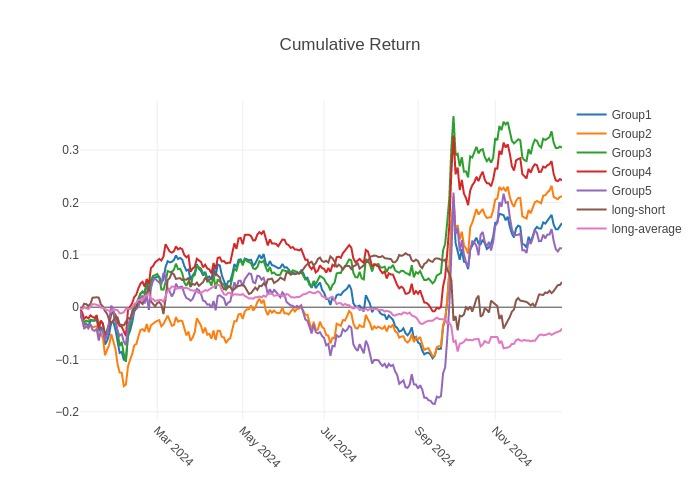 Cumulative Return
0.3
0.2
0.1
0
−0.1
−0.2
Mar 2024
May 2024
Jul 2024
Sep 2024
Nov 2024
Group1
Group2
Group3
Group4
Group5
long-short
long-average